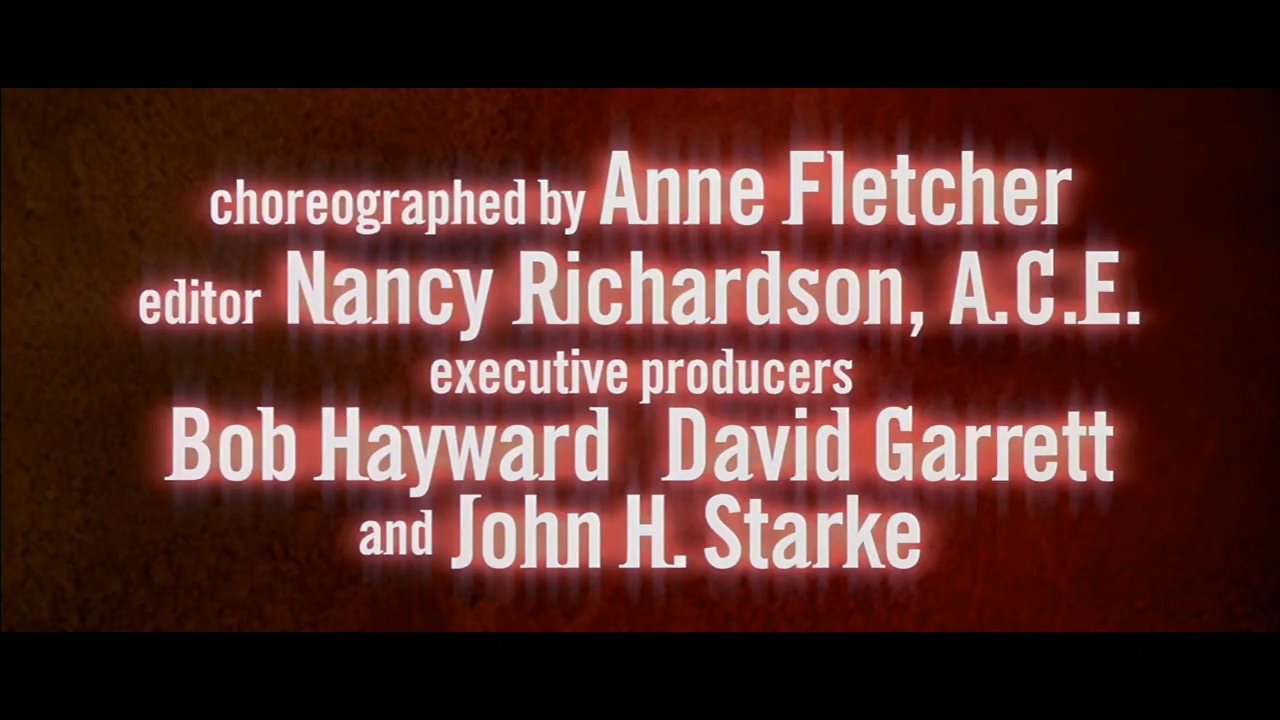 choreographed by Anne Fletcher
editor Nancy Richardson, A.C.E.
executive producers
Bob Hayward David Garrett
and John H. Starke